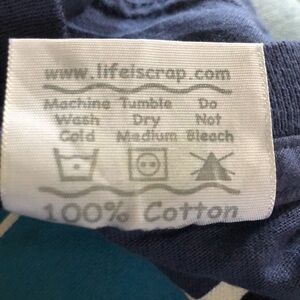 www.lifeiscrap.com
Machine Tumble Do
Wash Dry Not
Cold Medium Bleach
100% Cotton